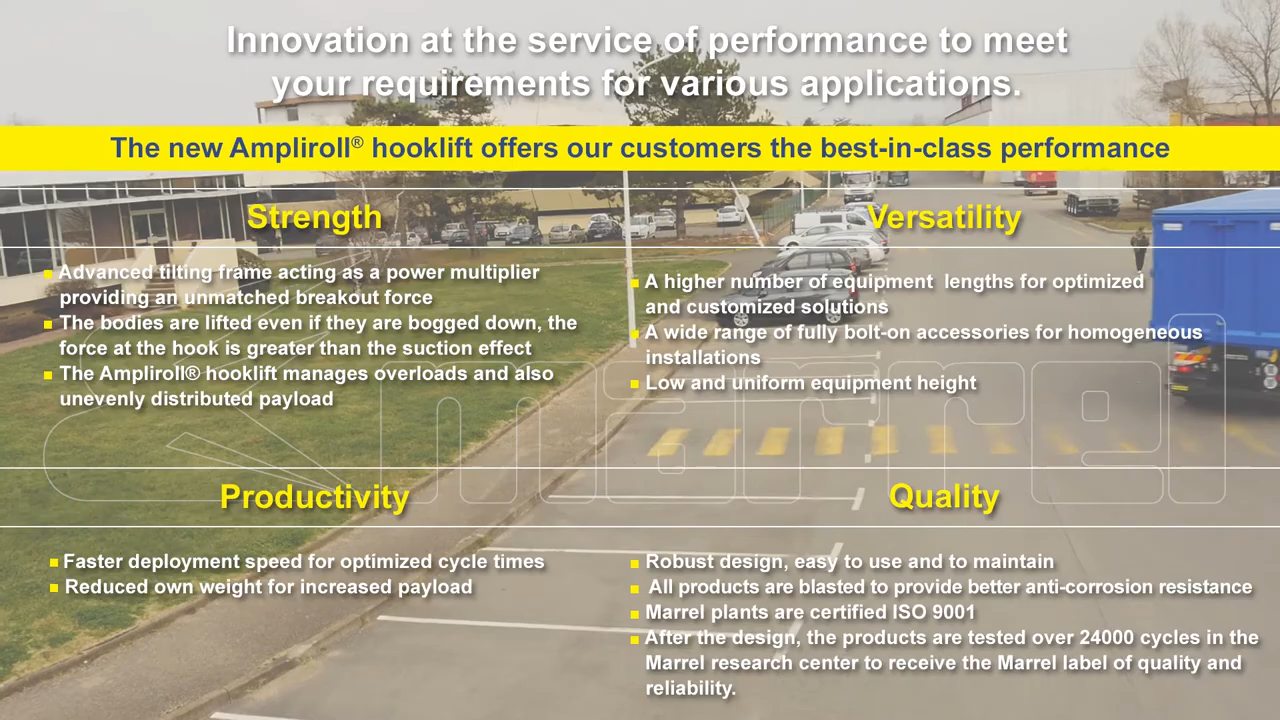 Innovation at the service of performance to meet
your requirements for various applications.
The new Ampliroll® hooklift offers our customers the best-in-class performance
Strength
Advanced tilting frame acting as a power multiplier
providing an unmatched breakout force
The bodies are lifted even if they are bogged down, the
force at the hook is greater than the suction effect
The Ampliroll® hooklift manages overloads and also
unevenly distributed payload
Versatility
A higher number of equipment lengths for optimized
and customized solutions
A wide range of fully bolt-on accessories for homogeneous
installations
Low and uniform equipment height
marrel
Productivity
Faster deployment speed for optimized cycle times
Reduced own weight for increased payload
Quality
Robust design, easy to use and to maintain
All products are blasted to provide better anti-corrosion resistance
Marrel plants are certified ISO 9001
After the design, the products are tested over 24000 cycles in the
Marrel research center to receive the Marrel label of quality and
reliability.